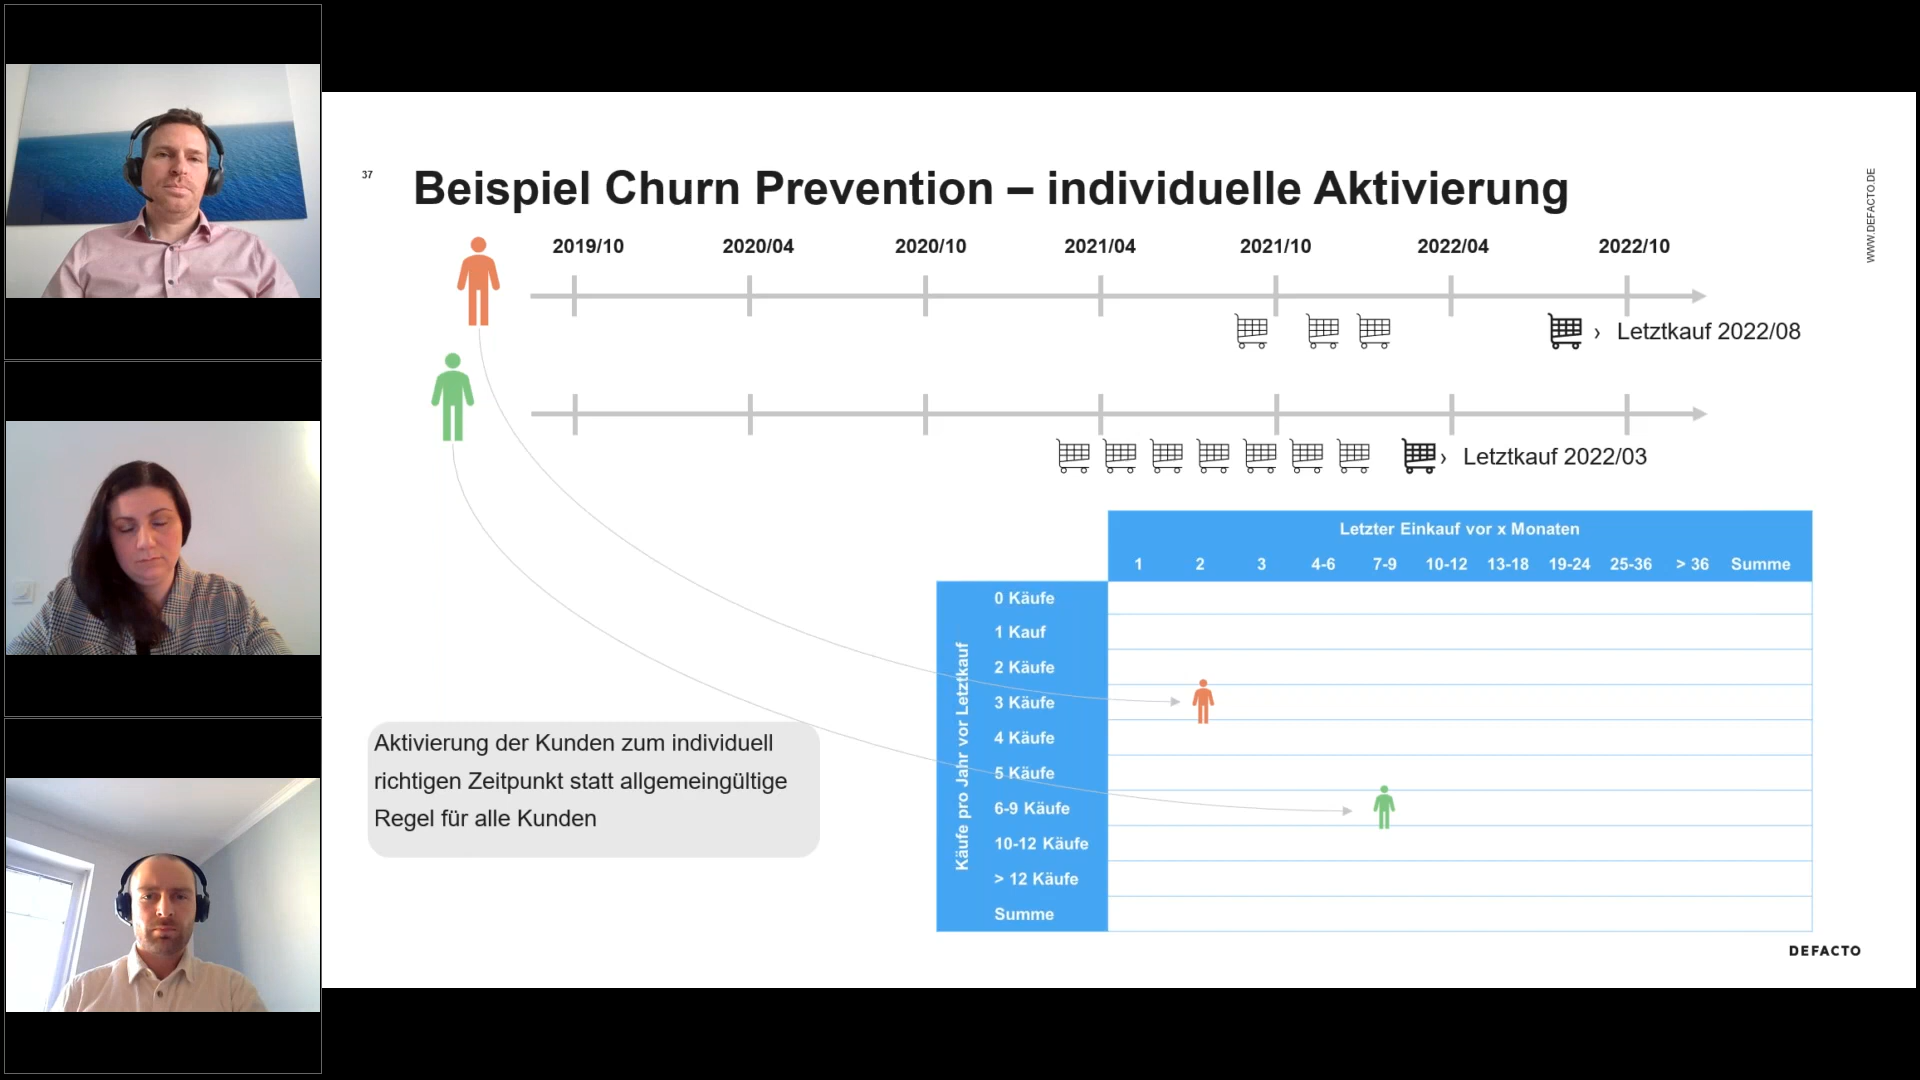 37
Beispiel Churn Prevention – individuelle Aktivierung
WWW.DEFACTO.DE
2019/10 2020/04 2020/10 2021/04 2021/10 2022/04 2022/10
› Letztkauf 2022/08
› Letztkauf 2022/03
Letzter Einkauf vor x Monaten
1 2 3 4-6 7-9 10-12 13-18 19-24 25-36 > 36 Summe
Käufe pro Jahr vor Letztkauf
0 Käufe
1 Kauf
2 Käufe
3 Käufe
4 Käufe
5 Käufe
6-9 Käufe
10-12 Käufe
> 12 Käufe
Summe
Aktivierung der Kunden zum individuell
richtigen Zeitpunkt statt allgemeingültige
Regel für alle Kunden
DEFACTO